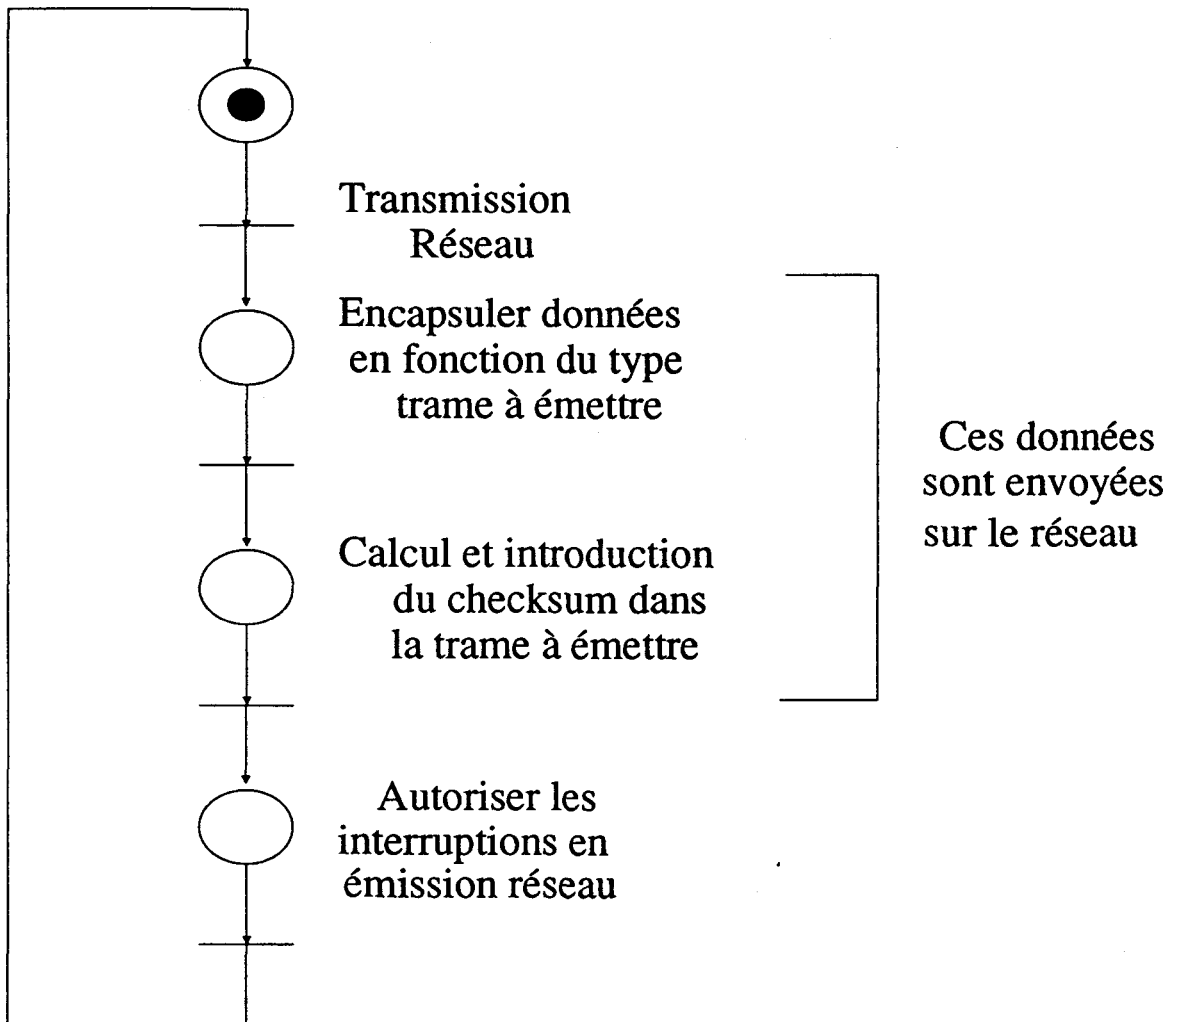 Transmission
Réseau
Encapsuler données
en fonction du type
trame à émettre
Ces données
sont envoyées
sur le réseau
Calcul et introduction
du checksum dans
la trame à émettre
Autoriser les
interruptions en
émission réseau